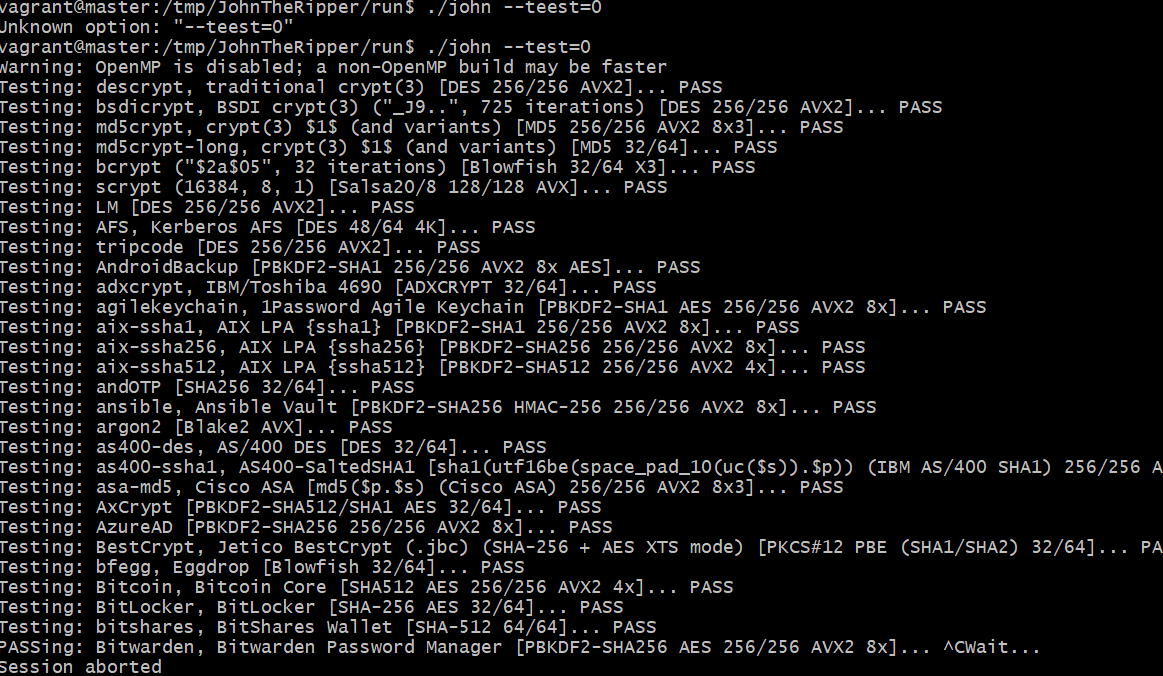 vagrant@master:/tmp/JohnTheRipper/run$ ./john --teest=0
Unknown option: "--teest=0"
vagrant@master:/tmp/JohnTheRipper/run$ ./john --test=0
Warning: OpenMP is disabled; a non-OpenMP build may be faster
Testing: descrypt, traditional crypt(3) [DES 256/256 AVX2]... PASS
Testing: bsdicrypt, BSDI crypt(3) ("_J9..", 725 iterations) [DES 256/256 AVX2]... PASS
Testing: md5crypt, crypt(3) $1$ (and variants) [MD5 256/256 AVX2 8x3]... PASS
Testing: md5crypt-long, crypt(3) $1$ (and variants) [MD5 32/64]... PASS
Testing: bcrypt ("$2a$05", 32 iterations) [Blowfish 32/64 X3]... PASS
Testing: scrypt (16384, 8, 1) [Salsa20/8 128/128 AVX]... PASS
Testing: LM [DES 256/256 AVX2]... PASS
Testing: AFS, Kerberos AFS [DES 48/64 4K]... PASS
Testing: tripcode [DES 256/256 AVX2]... PASS
Testing: AndroidBackup [PBKDF2-SHA1 256/256 AVX2 8x AES]... PASS
Testing: adxcrypt, IBM/Toshiba 4690 [ADXCRYPT 32/64]... PASS
Testing: agilekeychain, 1Password Agile Keychain [PBKDF2-SHA1 AES 256/256 AVX2 8x]... PASS
Testing: aix-ssha1, AIX LPA {ssha1} [PBKDF2-SHA1 256/256 AVX2 8x]... PASS
Testing: aix-ssha256, AIX LPA {ssha256} [PBKDF2-SHA256 256/256 AVX2 8x]... PASS
Testing: aix-ssha512, AIX LPA {ssha512} [PBKDF2-SHA512 256/256 AVX2 4x]... PASS
Testing: andOTP [SHA256 32/64]... PASS
Testing: ansible, Ansible Vault [PBKDF2-SHA256 HMAC-256 256/256 AVX2 8x]... PASS
Testing: argon2 [Blake2 AVX]... PASS
Testing: as400-des, AS/400 DES [DES 32/64]... PASS
Testing: as400-ssha1, AS400-SaltedSHA1 [sha1(utf16be(space_pad_10(uc($s)).$p)) (IBM AS/400 SHA1) 256/256 A
Testing: asa-md5, Cisco ASA [md5($p.$s) (Cisco ASA) 256/256 AVX2 8x3]... PASS
Testing: AxCrypt [PBKDF2-SHA512/SHA1 AES 32/64]... PASS
Testing: AzureAD [PBKDF2-SHA256 256/256 AVX2 8x]... PASS
Testing: BestCrypt, Jetico BestCrypt (.jbc) (SHA-256 + AES XTS mode) [PKCS#12 PBE (SHA1/SHA2) 32/64]... PA
Testing: bfegg, Eggdrop [Blowfish 32/64]... PASS
Testing: Bitcoin, Bitcoin Core [SHA512 AES 256/256 AVX2 4x]... PASS
Testing: BitLocker, BitLocker [SHA-256 AES 32/64]... PASS
Testing: bitshares, BitShares Wallet [SHA-512 64/64]... PASS
PASSing: Bitwarden, Bitwarden Password Manager [PBKDF2-SHA256 AES 256/256 AVX2 8x]... ^CWait...
Session aborted